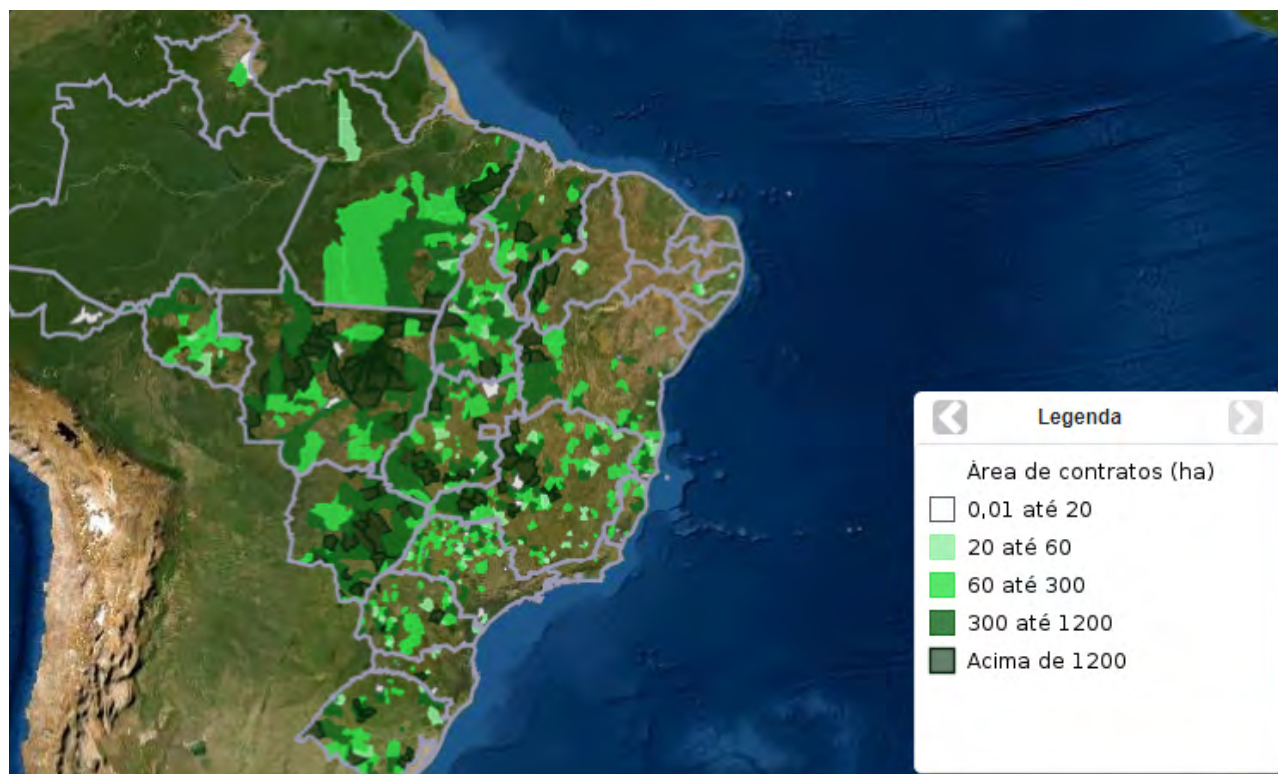 Legenda
Área de contratos (ha)
0,01 até 20
20 até 60
60 até 300
300 até 1200
Acima de 1200